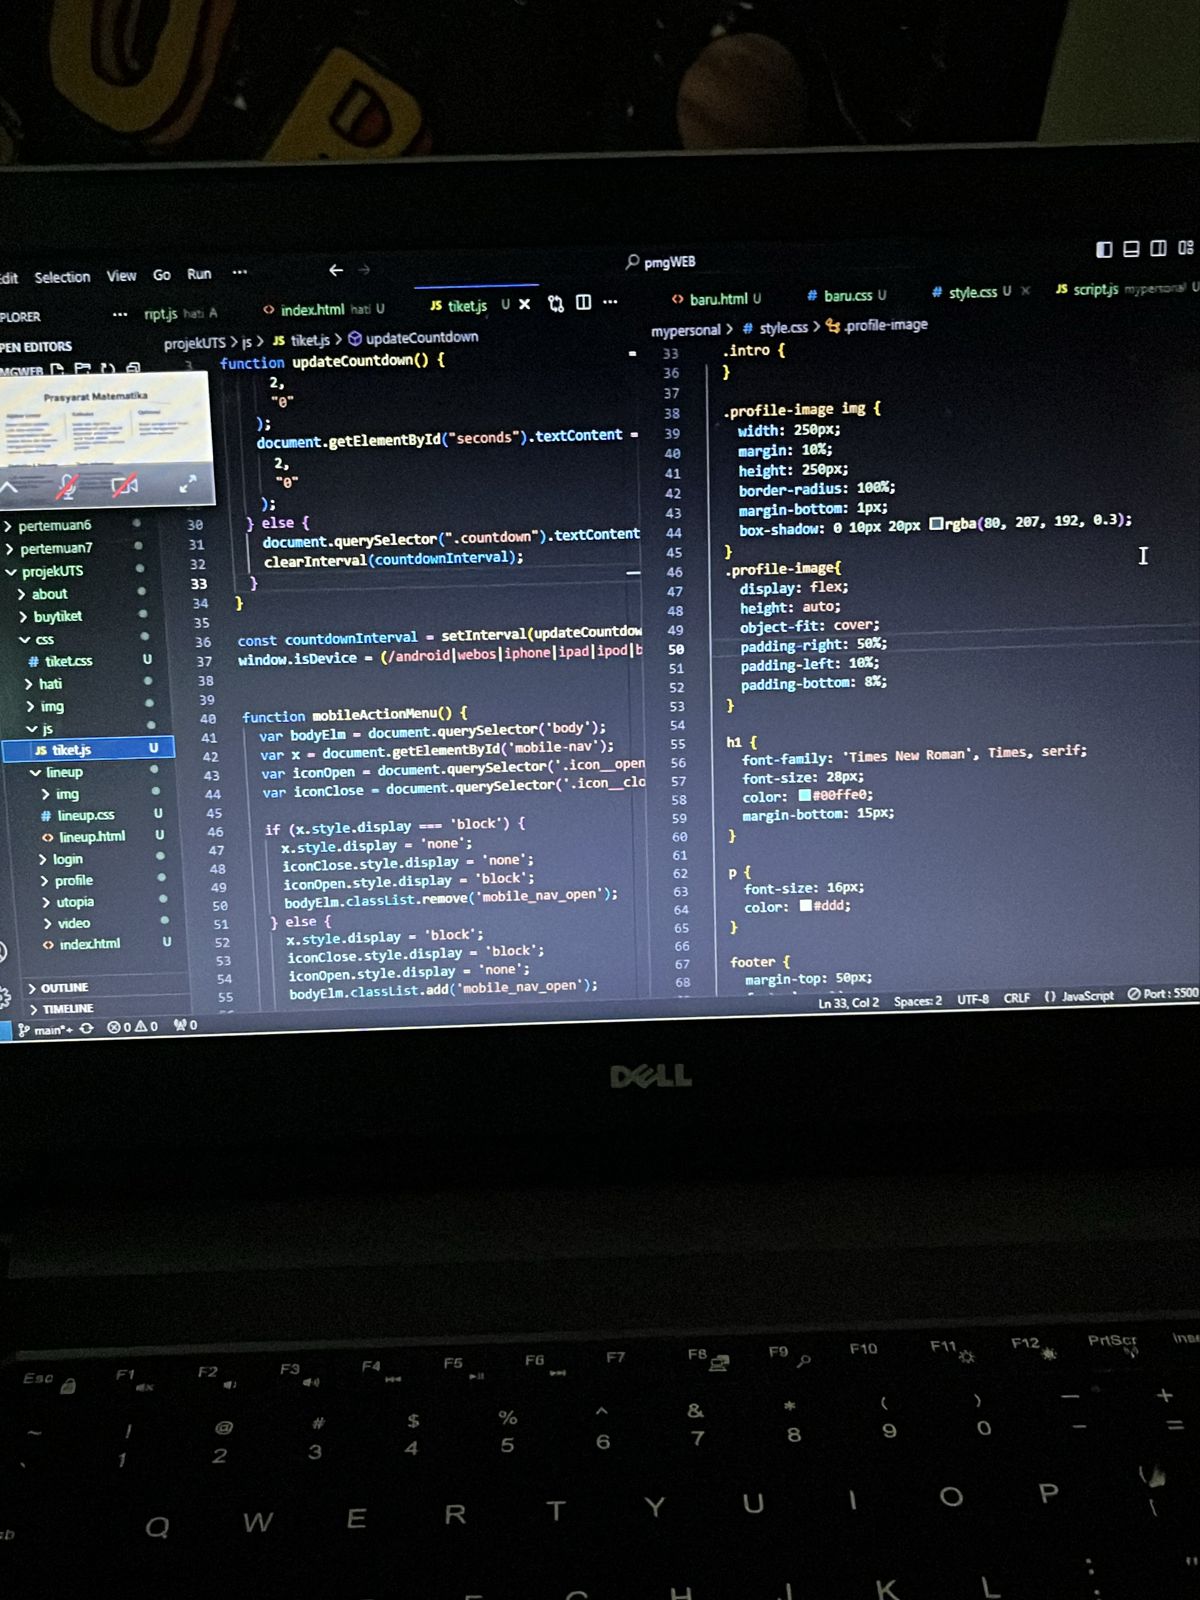 dit Selection View Go Run ···
pmgWEB
PLORER ···
ript.js hati A
index.html hati U
JS tiket.js U
baru.html U
# baru.css U
# style.css U
JS script.js mypersonal U
PEN EDITORS
MGWEB
projekUTS > js > JS tiket.js > updateCountdown
mypersonal > # style.css > .profile-image
Prasyarat Matematika
pertemuan6
pertemuan7
projekUTS
about
buytiket
css
# tiket.css U
hati
img
js
JS tiket.js U
lineup
img
# lineup.css U
<> lineup.html U
login
profile
utopia
video
<> index.html U
OUTLINE
TIMELINE
3 function updateCountdown() {
2,
"0"
);
document.getElementById("seconds").textContent =
2,
"0"
);
30 } else {
31 document.querySelector(".countdown").textContent
32 clearInterval(countdownInterval);
33 }
34 }
35
36 const countdownInterval = setInterval(updateCountdow
37 window.isDevice = (/android|webos|iphone|ipad|ipod|b
38
39
40 function mobileActionMenu() {
41 var bodyElm = document.querySelector('body');
42 var x = document.getElementById('mobile-nav');
43 var iconOpen = document.querySelector('.icon__open
44 var iconClose = document.querySelector('.icon__clo
45
46 if (x.style.display === 'block') {
47 x.style.display = 'none';
48 iconClose.style.display = 'none';
49 iconOpen.style.display = 'block';
50 bodyElm.classList.remove('mobile_nav_open');
51 } else {
52 x.style.display = 'block';
53 iconClose.style.display = 'block';
54 iconOpen.style.display = 'none';
55 bodyElm.classList.add('mobile_nav_open');
33 .intro {
36 }
37
38 .profile-image img {
39 width: 250px;
40 margin: 10%;
41 height: 250px;
42 border-radius: 100%;
43 margin-bottom: 1px;
44 box-shadow: 0 10px 20px rgba(80, 207, 192, 0.3);
45 }
46 .profile-image{
47 display: flex;
48 height: auto;
49 object-fit: cover;
50 padding-right: 50%;
51 padding-left: 10%;
52 padding-bottom: 8%;
53 }
54
55 h1 {
56 font-family: 'Times New Roman', Times, serif;
57 font-size: 28px;
58 color: #00ffe0;
59 margin-bottom: 15px;
60 }
61
62 p {
63 font-size: 16px;
64 color: #ddd;
65 }
66
67 footer {
68 margin-top: 50px;
main*+ 0 0 0
Ln 33, Col 2 Spaces: 2 UTF-8 CRLF {} JavaScript Port : 5500
DELL
Esc F1 F2 F3 F4 F5 F6 F7 F8 F9 F10 F11 F12 PrtScr Inse
~ ! @ # $ % ^ & * ( ) — +
1 2 3 4 5 6 7 8 9 0 - =
Q W E R T Y U I O P
H J K L